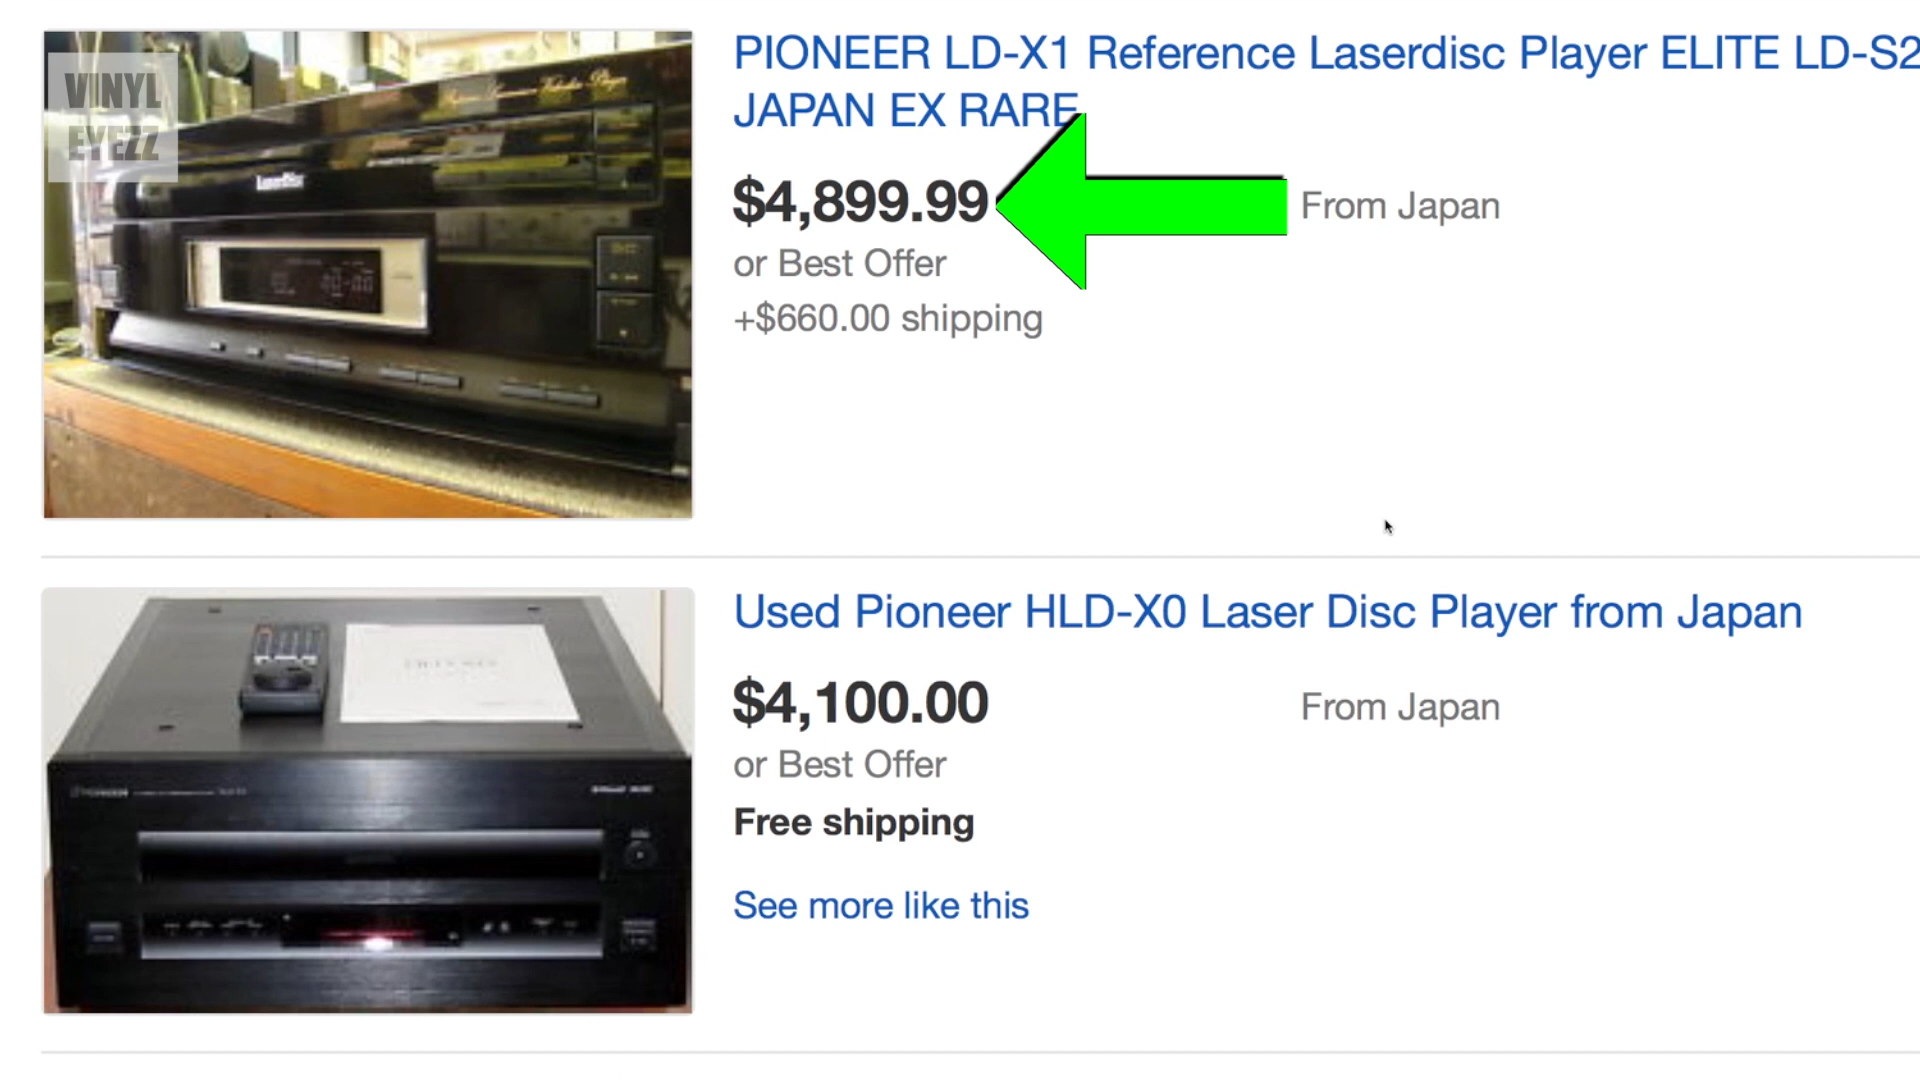 VINYL
EYEZZ
LaserDisc
PIONEER LD-X1 Reference Laserdisc Player ELITE LD-S2
JAPAN EX RARE
$4,899.99
From Japan
or Best Offer
+$660.00 shipping
Used Pioneer HLD-X0 Laser Disc Player from Japan
$4,100.00
From Japan
or Best Offer
Free shipping
See more like this